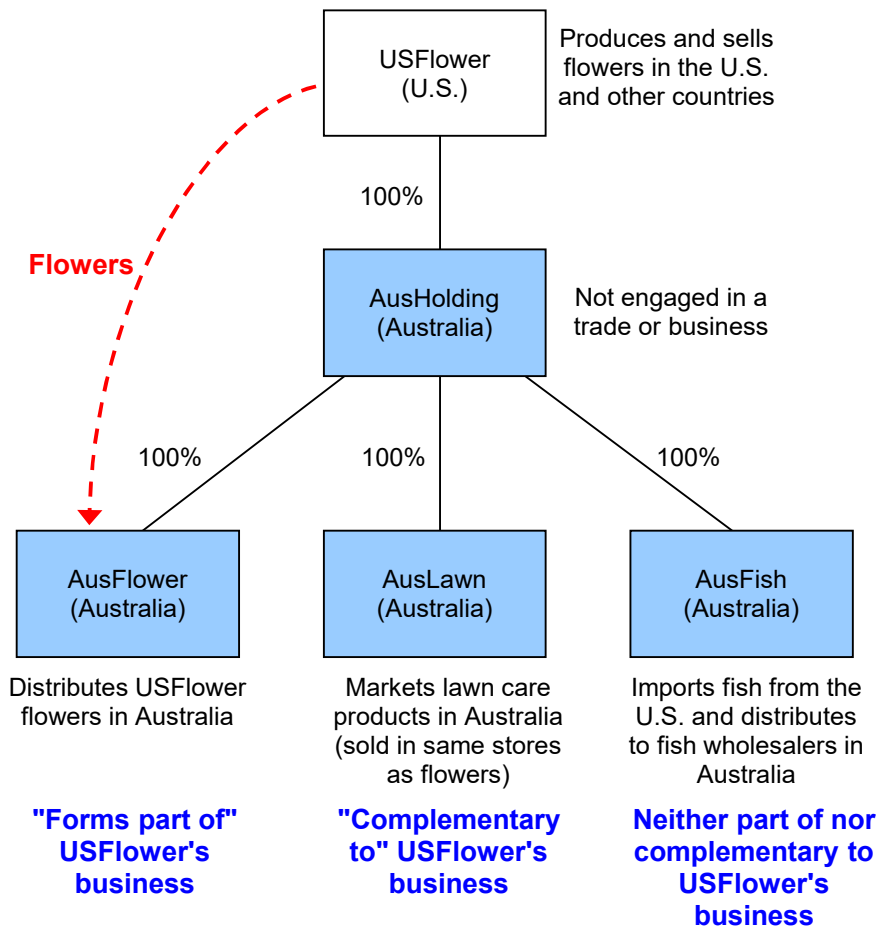 USFlower
(U.S.)
Produces and sells
flowers in the U.S.
and other countries
100%
Flowers
AusHolding
(Australia)
Not engaged in a
trade or business
100%
100%
100%
AusFlower
(Australia)
AusLawn
(Australia)
AusFish
(Australia)
Distributes USFlower
flowers in Australia
Markets lawn care
products in Australia
(sold in same stores
as flowers)
Imports fish from the
U.S. and distributes
to fish wholesalers in
Australia
"Forms part of"
USFlower's
business
"Complementary
to" USFlower's
business
Neither part of nor
complementary to
USFlower's
business